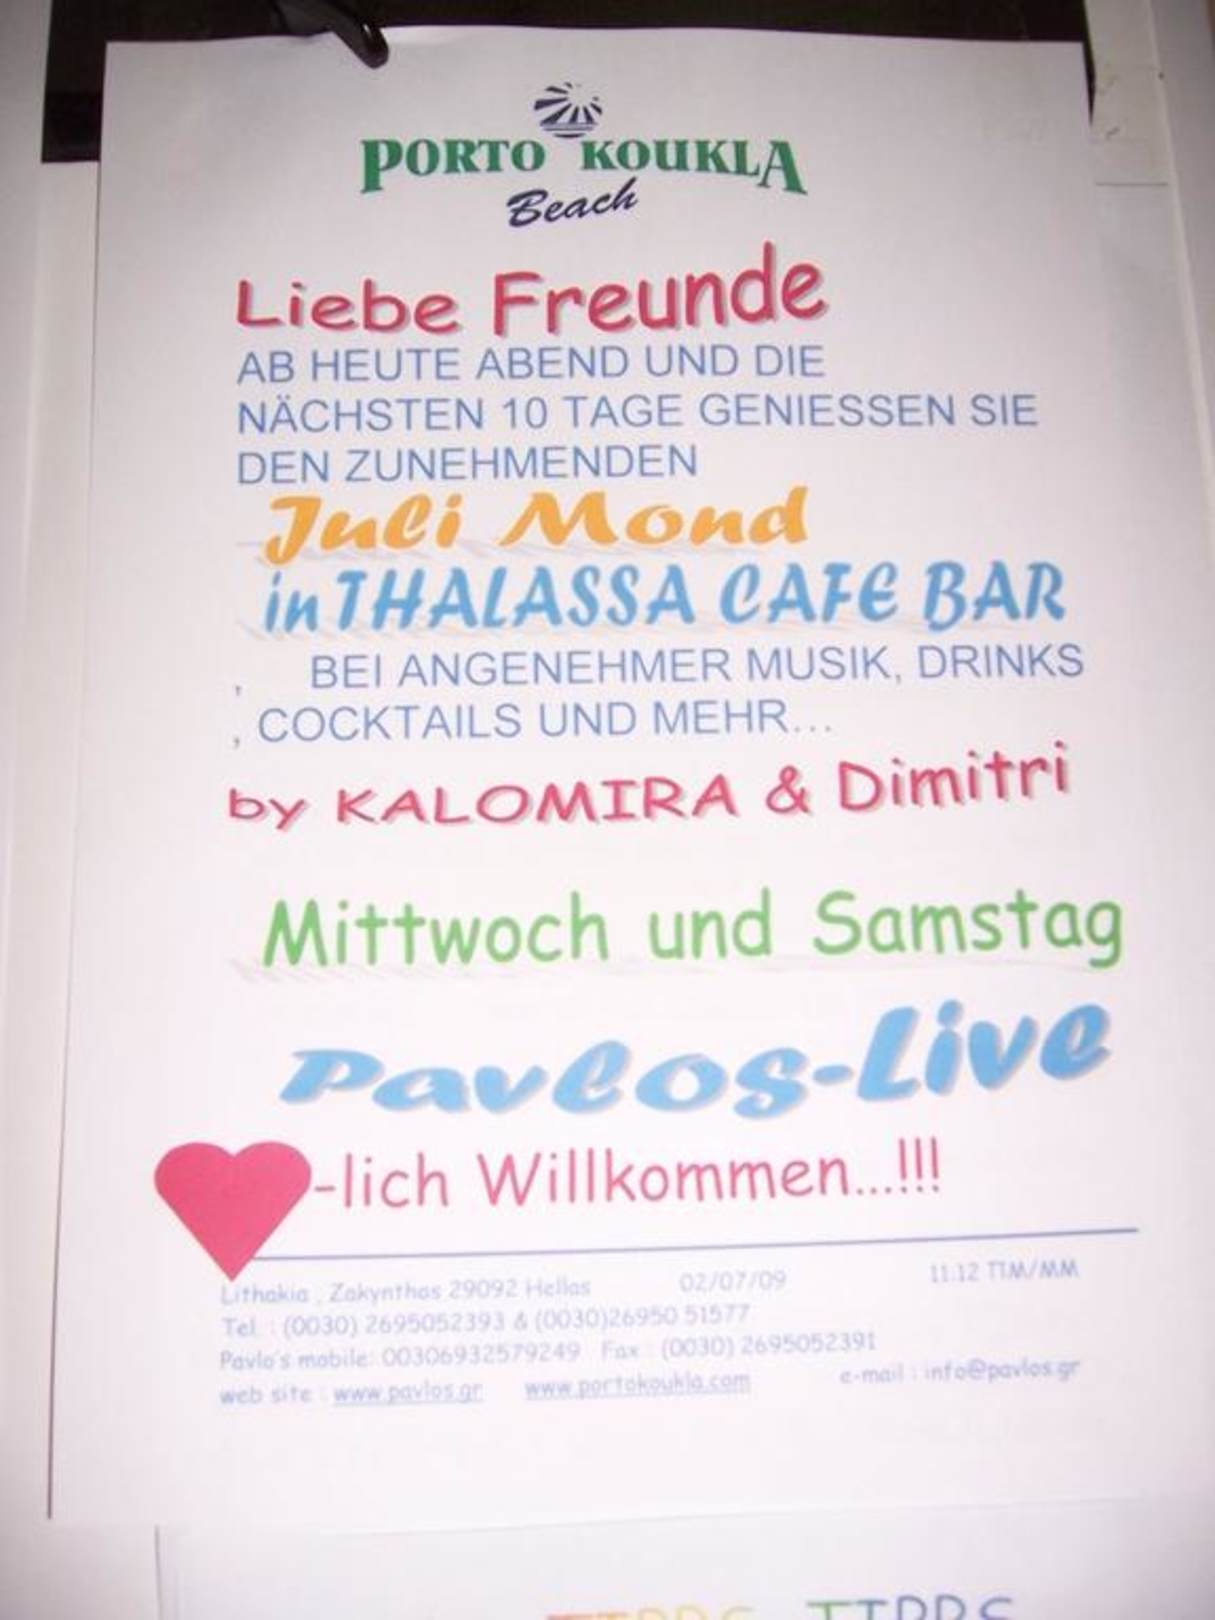 PORTO KOUKLA
Beach
Liebe Freunde
AB HEUTE ABEND UND DIE
NÄCHSTEN 10 TAGE GENIESSEN SIE
DEN ZUNEHMENDEN
Juli Mond
in THALASSA CAFE BAR
, BEI ANGENEHMER MUSIK, DRINKS
, COCKTAILS UND MEHR...
by KALOMIRA & Dimitri
Mittwoch und Samstag
Pavlos-Live
-lich Willkommen...!!!
Lithakia , Zakynthos 29092 Hellas 02/07/09 11:12 ΠΜ/ΜΜ
Tel. : (0030) 2695052393 & (0030)26950 51577
Pavlo's mobile: 00306932579249 Fax : (0030) 2695052391
web site : www.pavlos.gr www.portokoukla.com e-mail : info@pavlos.gr